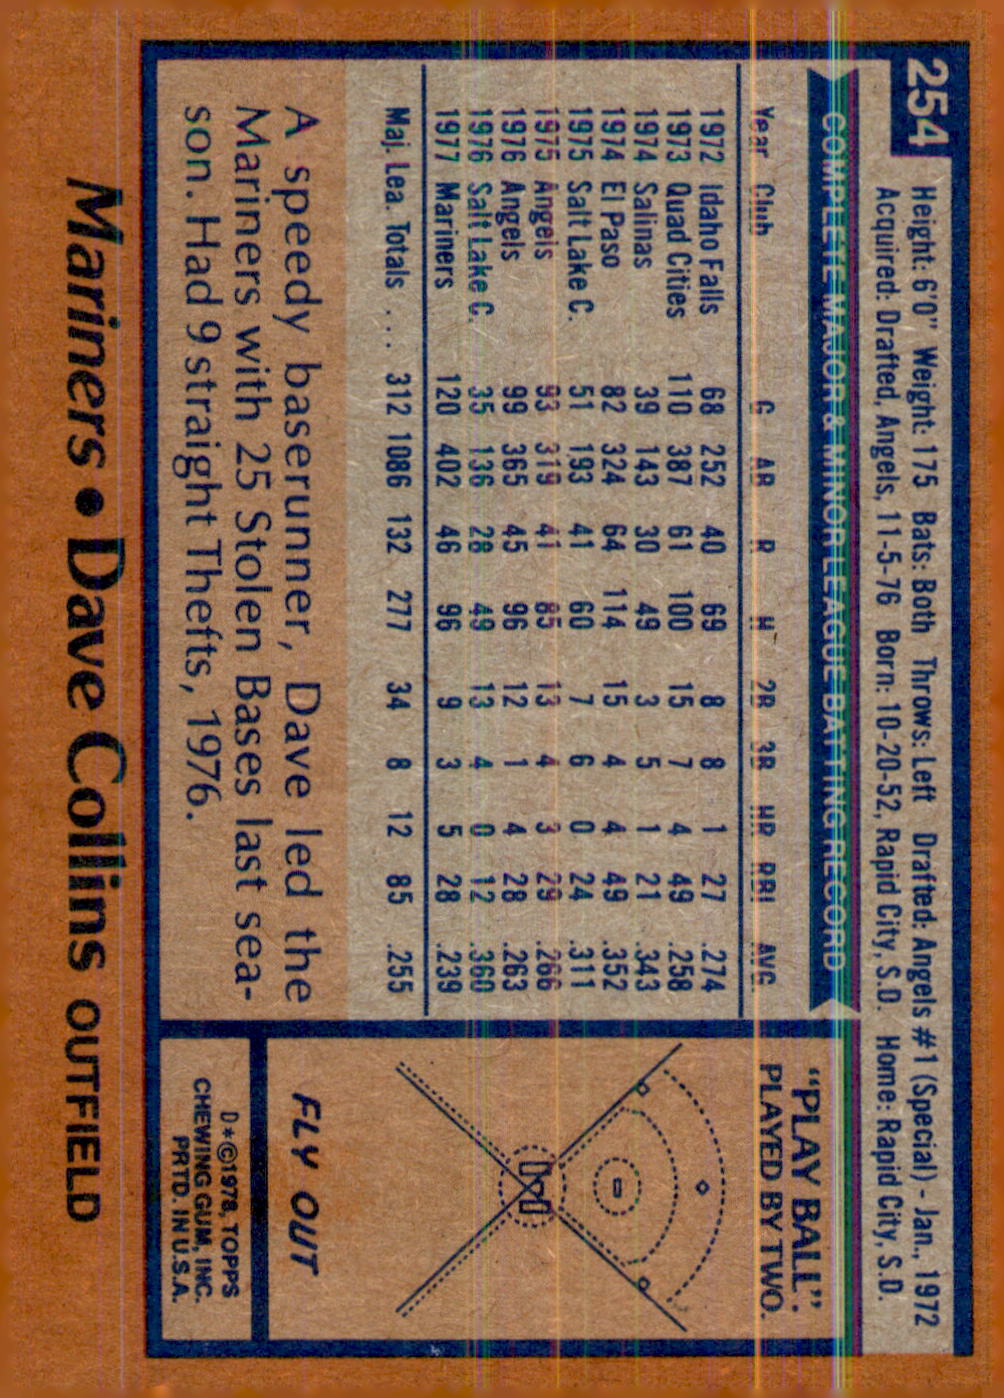 254
Height: 6'0" Weight: 175 Bats: Both Throws: Left Drafted: Angels #1 (Special) - Jan., 1972
Acquired: Drafted, Angels, 11-5-76 Born: 10-20-52, Rapid City, S.D. Home: Rapid City, S.D.
COMPLETE MAJOR & MINOR LEAGUE BATTING RECORD
Year Club G AB R H 2B 3B HR RBI AVG
1972 Idaho Falls 68 252 40 69 8 8 1 27 .274
1973 Quad Cities 110 387 61 100 15 7 4 49 .258
1974 Salinas 39 143 30 49 3 5 1 21 .343
1974 El Paso 82 324 64 114 15 4 4 49 .352
1975 Salt Lake C. 51 193 41 60 7 6 0 24 .311
1975 Angels 93 319 41 85 13 4 3 29 .266
1976 Angels 99 365 45 96 12 1 4 28 .263
1976 Salt Lake C. 35 136 28 49 13 4 0 12 .360
1977 Mariners 120 402 46 96 9 3 5 28 .239
Maj. Lea. Totals . . . 312 1086 132 277 34 8 12 85 .255
A speedy baserunner, Dave led the
Mariners with 25 Stolen Bases last sea-
son. Had 9 straight Thefts, 1976.
"PLAY BALL".
PLAYED BY TWO.
FLY OUT
D*©1978, TOPPS
CHEWING GUM, INC.
PRTD. IN U.S.A.
Mariners • Dave Collins OUTFIELD